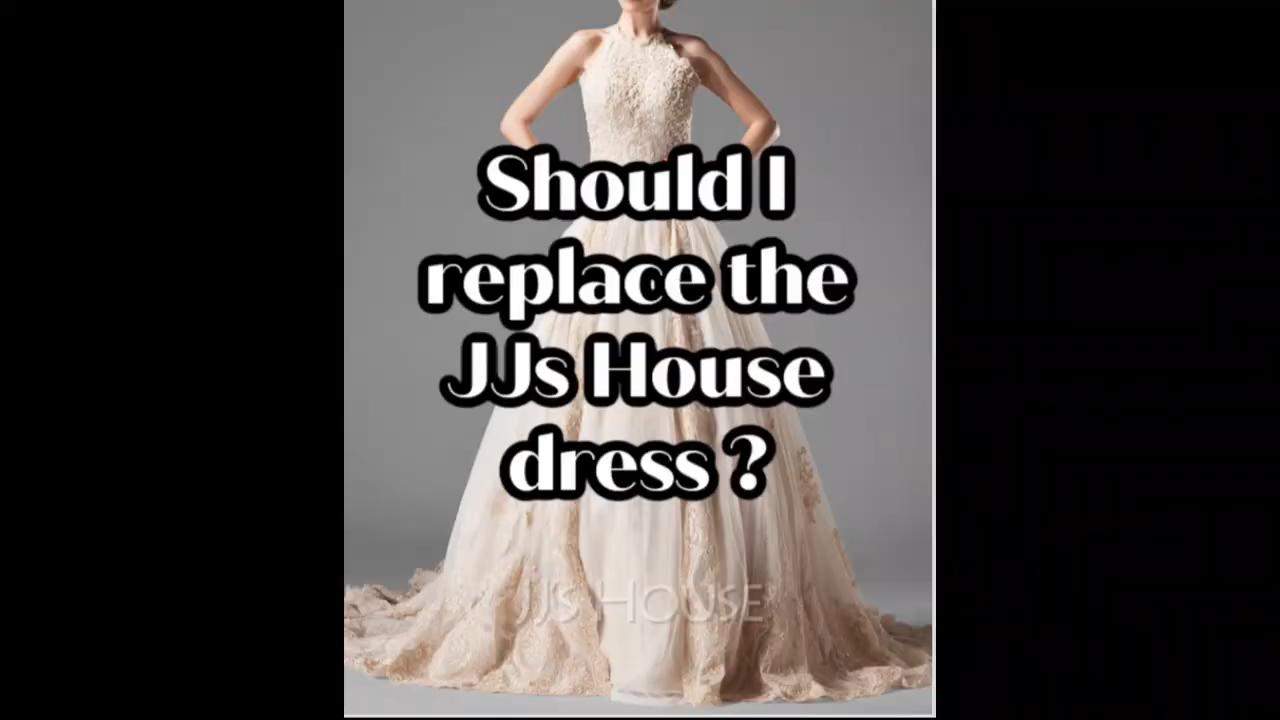 Should I
replace the
JJs House
dress ?
JJs HOUSE